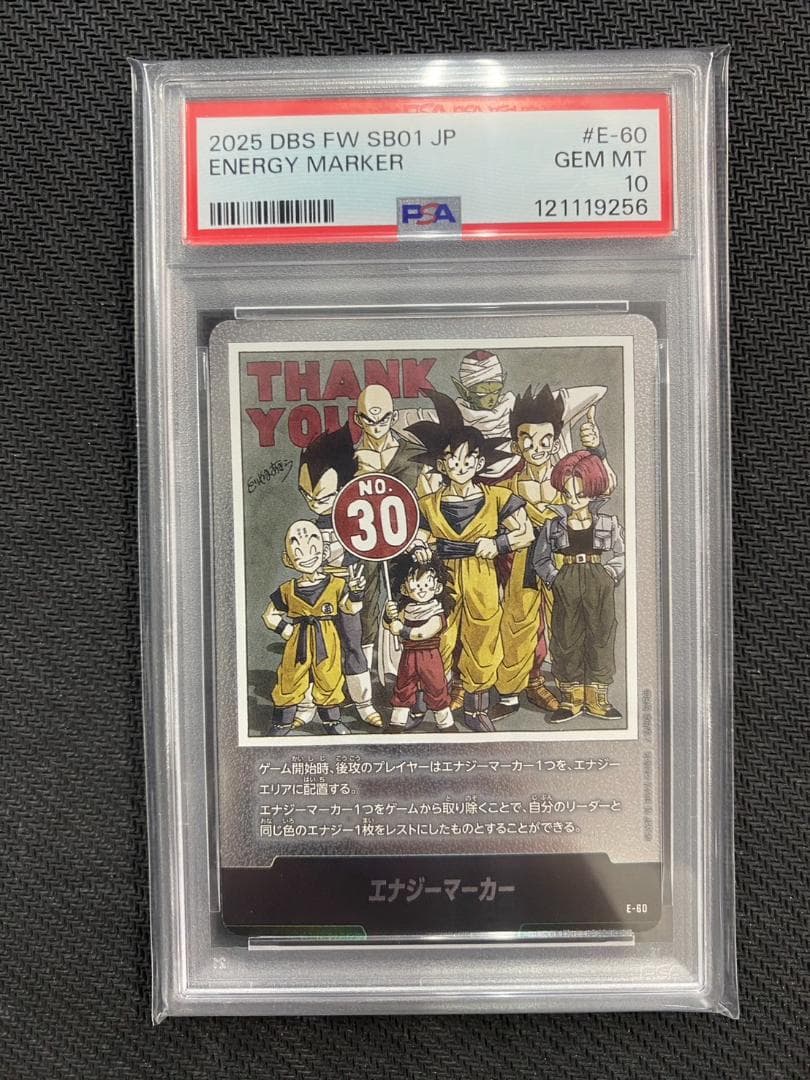 2025 DBS FW SB01 JP
#E-60
ENERGY MARKER
GEM MT
10
PSA
121119256
THANK
YOU
NO.
30
ゲーム開始時、後攻のプレイヤーはエナジーマーカー1つを、エナジー
エリアに配置する。
エナジーマーカー1つをゲームから取り除くことで、自分のリーダーと
同じ色のエナジー1枚をレストにしたものとすることができる。
エナジーマーカー
E-60